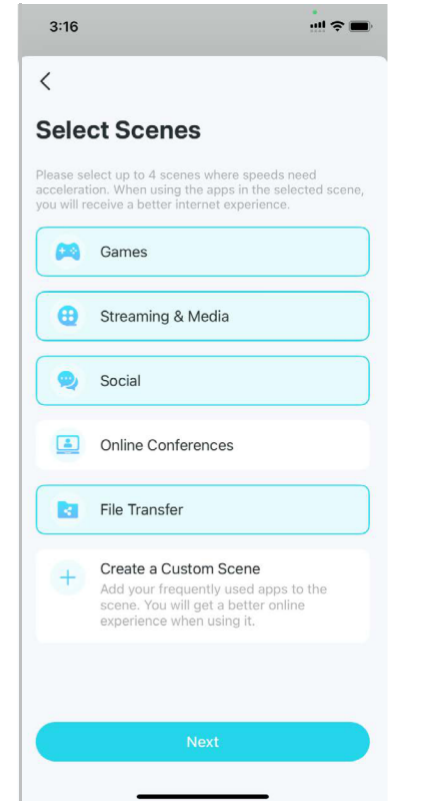 3:16
Select Scenes
Please select up to 4 scenes where speeds need
acceleration. When using the apps in the selected scene,
you will receive a better internet experience.
Games
Streaming & Media
Social
Online Conferences
File Transfer
Create a Custom Scene
Add your frequently used apps to the
scene. You will get a better online
experience when using it.
Next